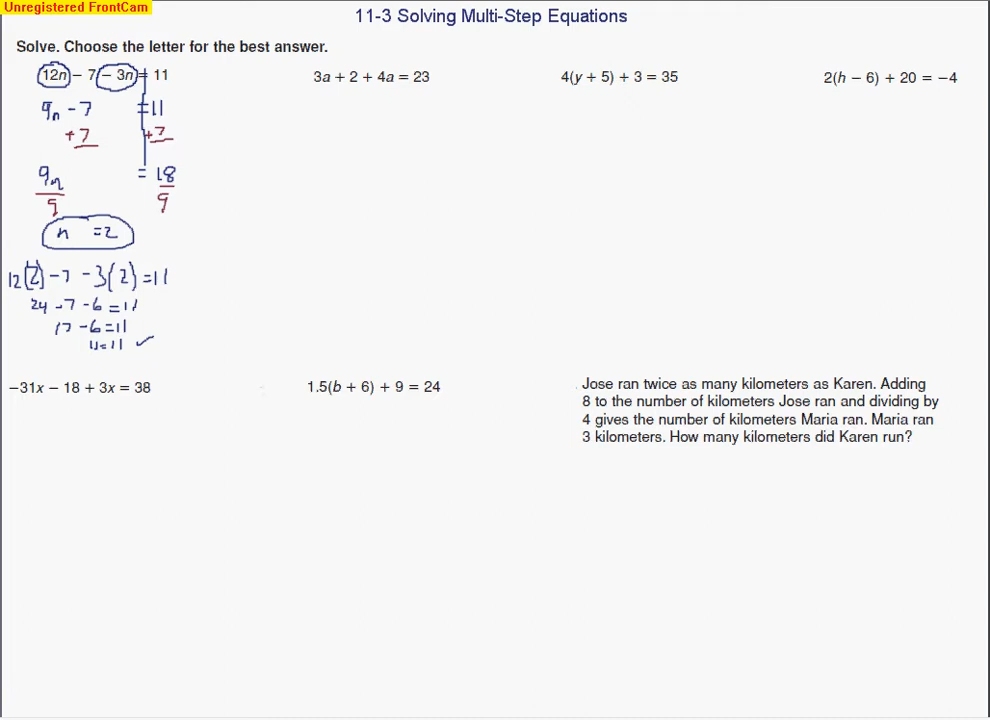 Unregistered FrontCam
11-3 Solving Multi-Step Equations
Solve. Choose the letter for the best answer.
12n − 7 − 3n = 11
9n - 7 = 11
+7 +7
9n = 18
9 9
n = 2
12(2) - 7 - 3(2) = 11
24 - 7 - 6 = 11
17 - 6 = 11
11 = 11 ✓
3a + 2 + 4a = 23
4(y + 5) + 3 = 35
2(h − 6) + 20 = −4
−31x − 18 + 3x = 38
1.5(b + 6) + 9 = 24
Jose ran twice as many kilometers as Karen. Adding
8 to the number of kilometers Jose ran and dividing by
4 gives the number of kilometers Maria ran. Maria ran
3 kilometers. How many kilometers did Karen run?